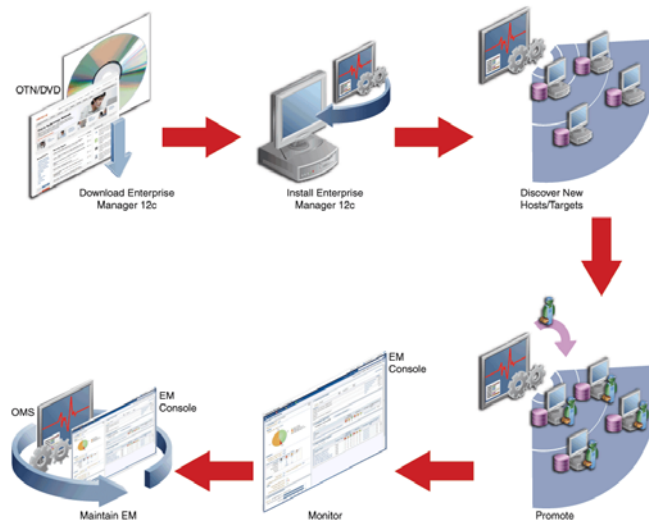 OTN/DVD
Download Enterprise
Manager 12c
Install Enterprise
Manager 12c
Discover New
Hosts/Targets
EM
Console
OMS
EM
Console
Maintain EM
Monitor
Promote